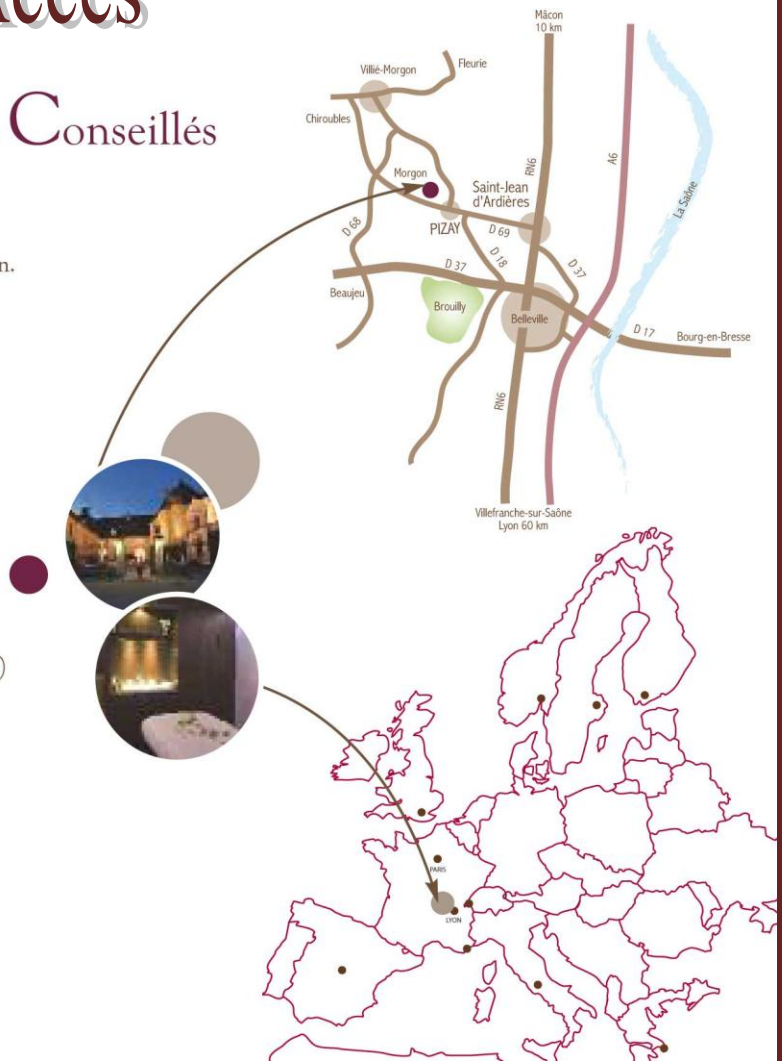 Accès
Conseillés
n.
)
Mâcon
10 km
Villié-Morgon
Fleurie
Chiroubles
RN6
A6
Morgon
Saint-Jean
d'Ardières
La Saône
PIZAY
D 69
D 68
D 18
D 37
D 37
Beaujeu
Brouilly
Belleville
D 17
Bourg-en-Bresse
RN6
Villefranche-sur-Saône
Lyon 60 km
PARIS
LYON